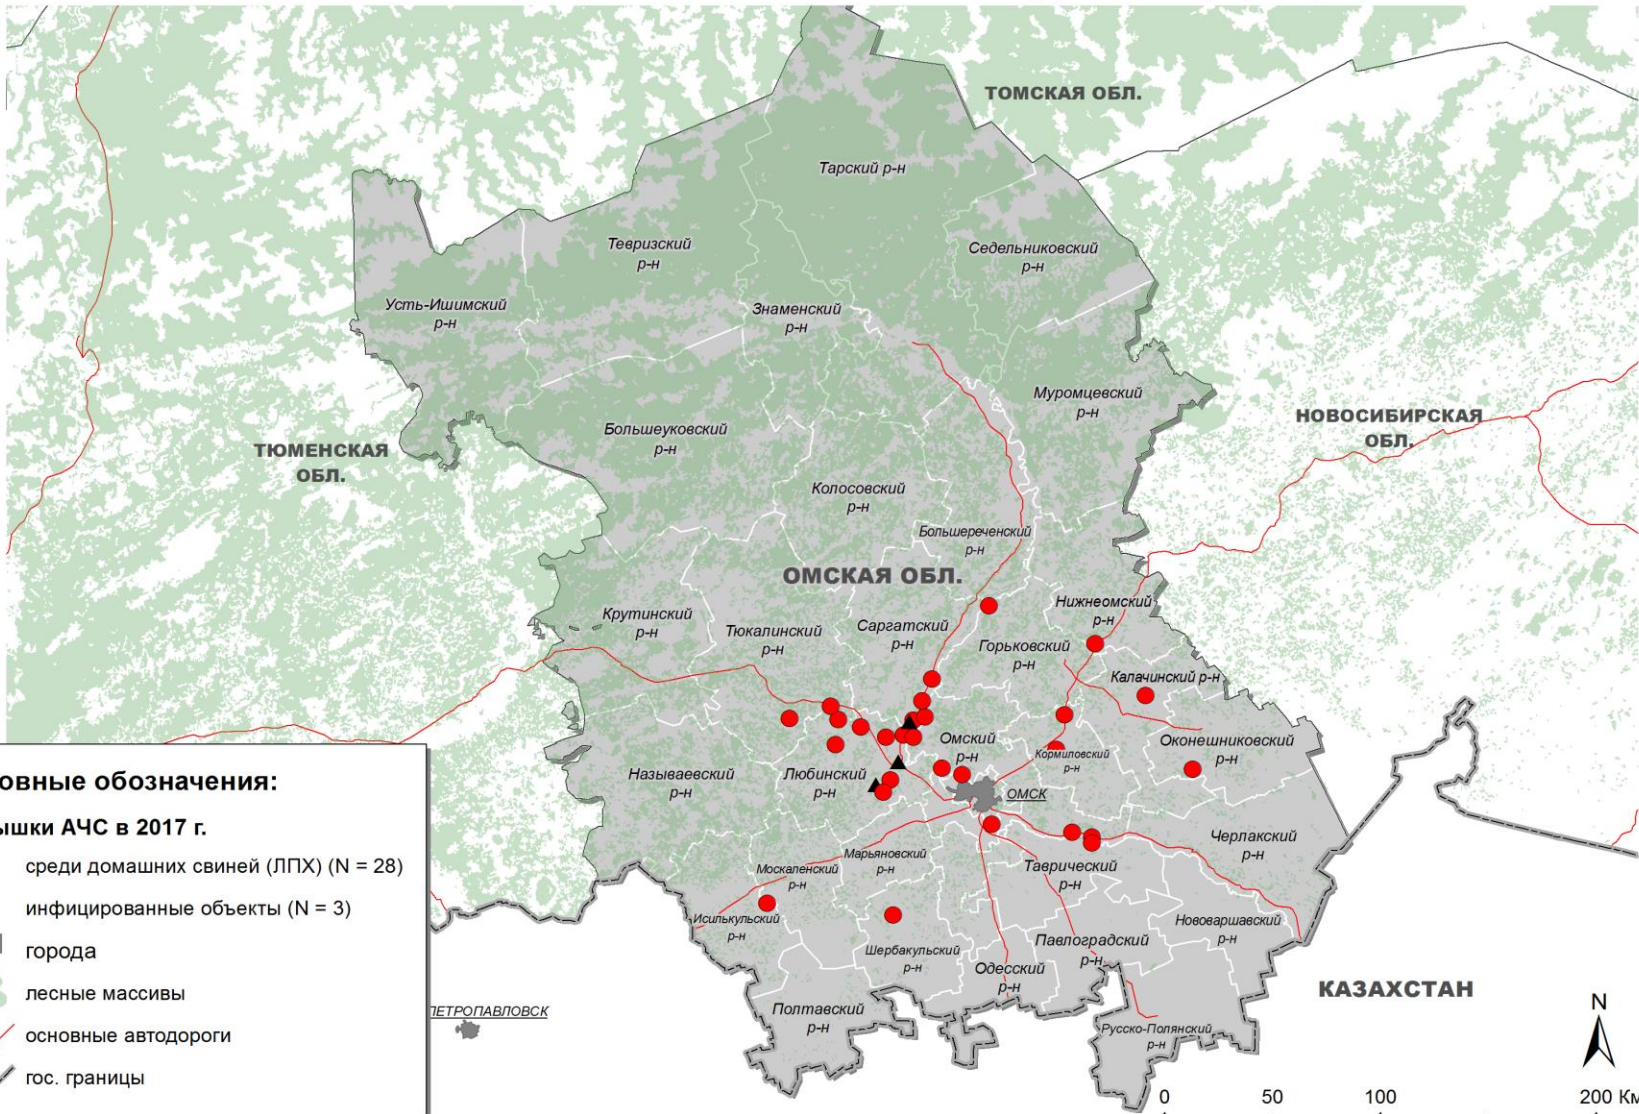 ТОМСКАЯ ОБЛ.
Тарский р-н
Тевризский
р-н
Седельниковский
р-н
Усть-Ишимский
р-н
Знаменский
р-н
Муромцевский
р-н
НОВОСИБИРСКАЯ
ОБЛ.
ТЮМЕНСКАЯ
ОБЛ.
Большеуковский
р-н
Колосовский
р-н
Большереченский
р-н
ОМСКАЯ ОБЛ.
Крутинский
р-н
Тюкалинский
р-н
Саргатский
р-н
Нижнеомский
р-н
Горьковский
р-н
Калачинский р-н
Омский
р-н
Кормиловский
р-н
Оконешниковский
р-н
Называевский
р-н
Любинский
р-н
ОМСК
Черлакский
р-н
Москаленский
р-н
Марьяновский
р-н
Таврический
р-н
Исилькульский
р-н
Шербакульский
р-н
Одесский
р-н
Павлоградский
р-н
Нововаршавский
р-н
Полтавский
р-н
Русско-Полянский
р-н
КАЗАХСТАН
ПЕТРОПАВЛОВСК
овные обозначения:
ышки АЧС в 2017 г.
среди домашних свиней (ЛПХ) (N = 28)
инфицированные объекты (N = 3)
города
лесные массивы
основные автодороги
гос. границы
N
0 50 100 200 Км